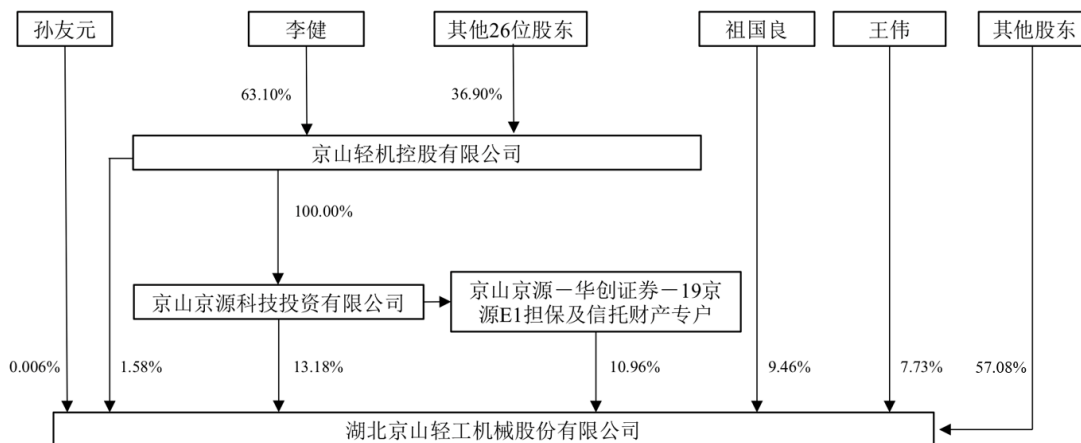 孙友元
李健
其他26位股东
祖国良
王伟
其他股东
63.10%
36.90%
京山轻机控股有限公司
100.00%
京山京源科技投资有限公司
京山京源－华创证券－19京
源E1担保及信托财产专户
0.006%
1.58%
13.18%
10.96%
9.46%
7.73%
57.08%
湖北京山轻工机械股份有限公司